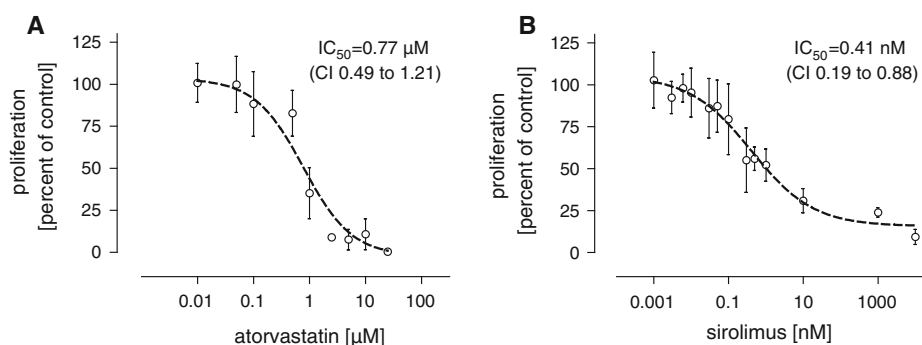 A
IC50=0.77 µM
(CI 0.49 to 1.21)
proliferation
[percent of control]
125
100
75
50
25
0
0.01 0.1 1 10 100
atorvastatin [µM]
B
IC50=0.41 nM
(CI 0.19 to 0.88)
proliferation
[percent of control]
125
100
75
50
25
0
0.001 0.1 10 1000
sirolimus [nM]